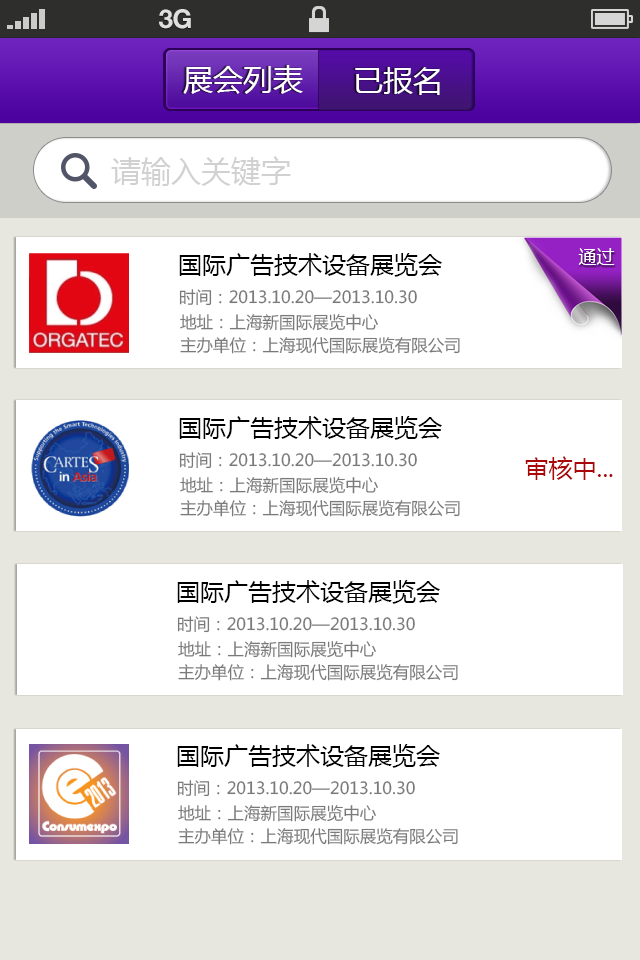 3G
展会列表 已报名
请输入关键字
国际广告技术设备展览会
通过
时间：2013.10.20—2013.10.30
地址：上海新国际展览中心
主办单位：上海现代国际展览有限公司
ORGATEC
国际广告技术设备展览会
时间：2013.10.20—2013.10.30
地址：上海新国际展览中心
主办单位：上海现代国际展览有限公司
Supporting the Smart Technologies Industry
CARTES
in Asia
审核中...
国际广告技术设备展览会
时间：2013.10.20—2013.10.30
地址：上海新国际展览中心
主办单位：上海现代国际展览有限公司
国际广告技术设备展览会
时间：2013.10.20—2013.10.30
地址：上海新国际展览中心
主办单位：上海现代国际展览有限公司
e 2013
Consumexpo